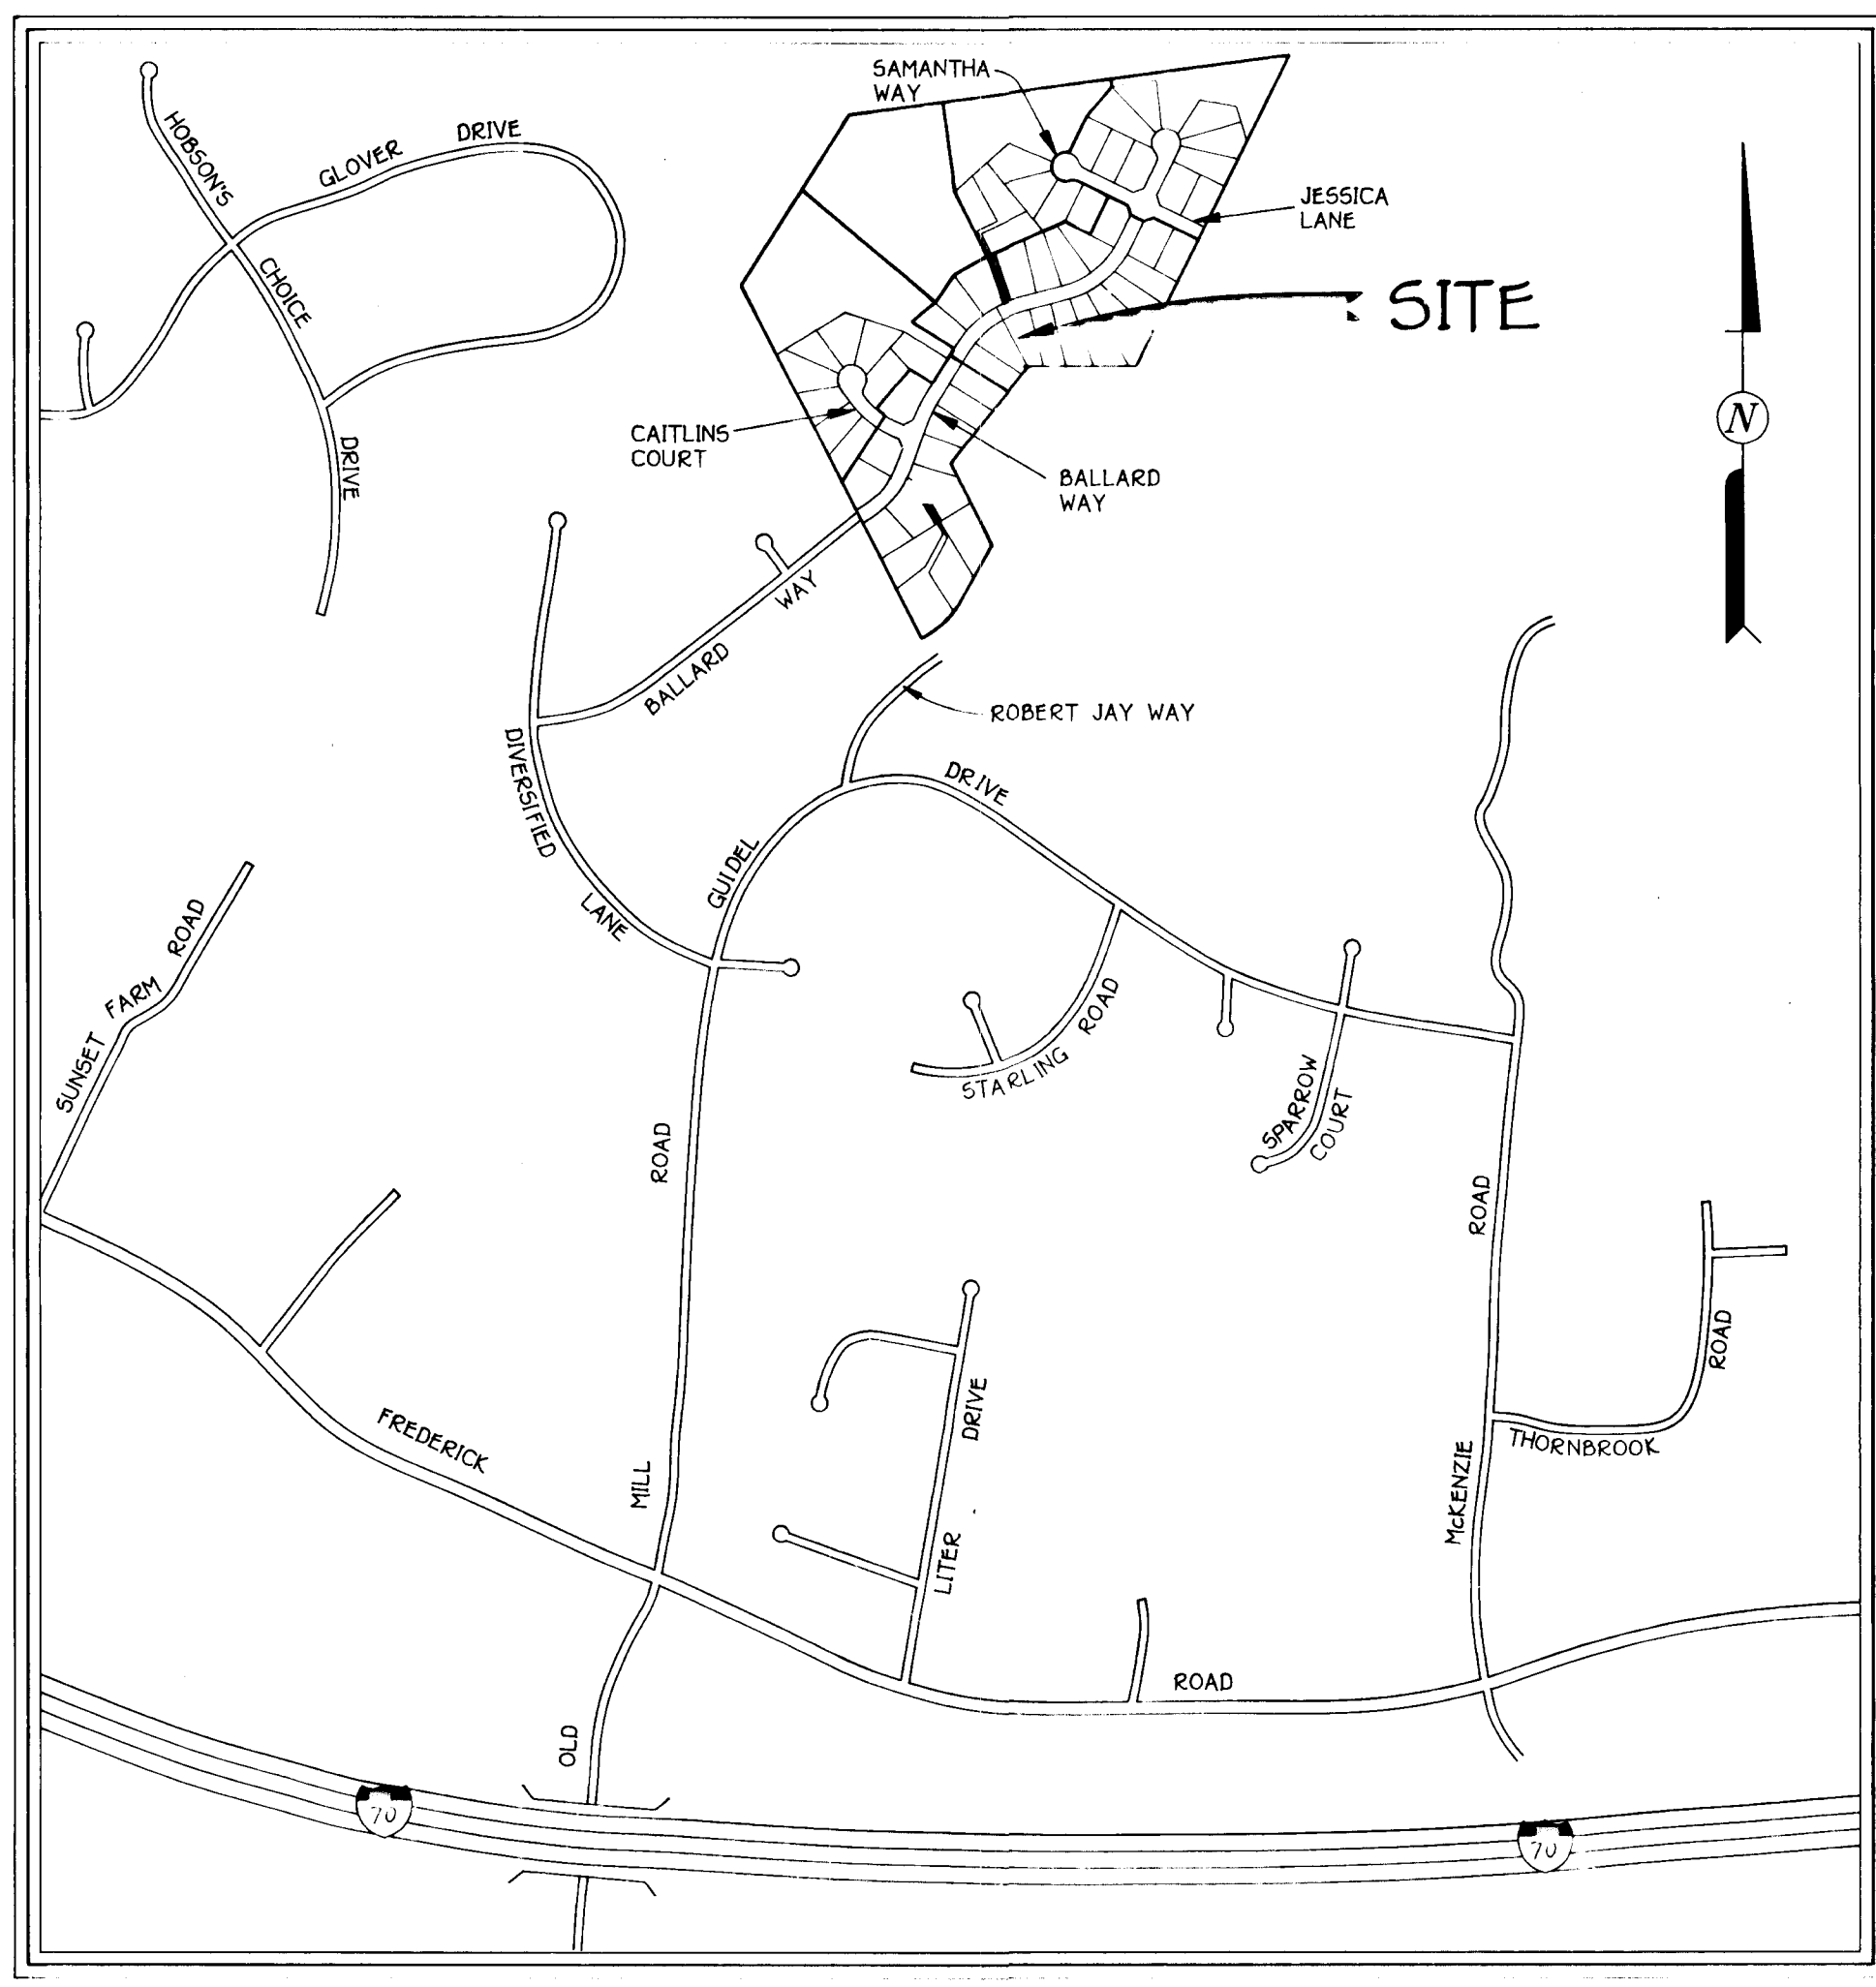 SAMANTHA
WAY
HOBSON'S
CHOICE
DRIVE
GLOVER DRIVE
JESSICA
LANE
SITE
CAITLINS
COURT
BALLARD
WAY
N
BALLARD WAY
ROBERT JAY WAY
DIVERSIFIED
LANE
GUIDEL DRIVE
SUNSET FARM ROAD
STARLING ROAD
SPARROW
COURT
OLD MILL ROAD
McKENZIE ROAD
THORNBROOK ROAD
LITER DRIVE
FREDERICK ROAD
70
70